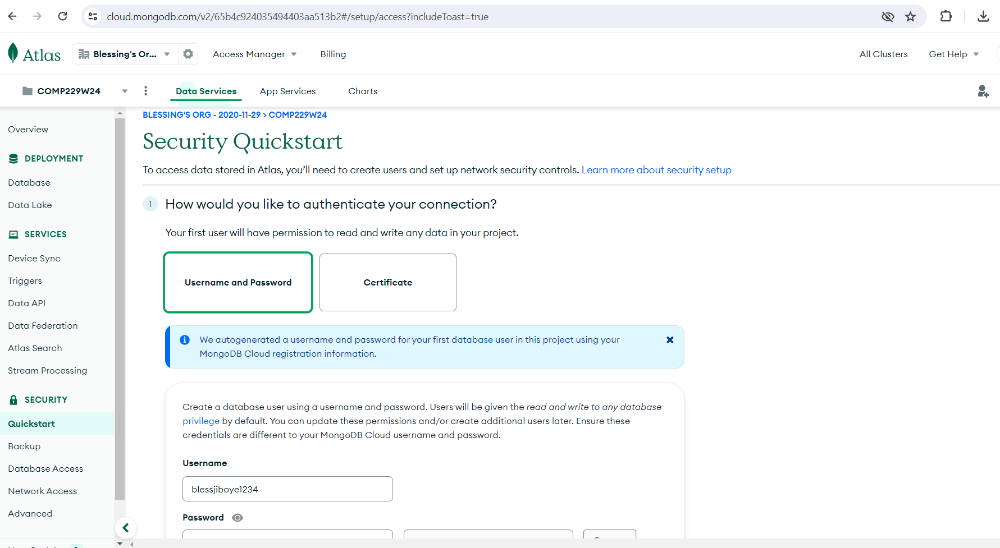 cloud.mongodb.com/v2/65b4c924035494403aa513b2#/setup/access?includeToast=true
Atlas
Blessing's Or...
Access Manager
Billing
All Clusters
Get Help
COMP229W24
Data Services
App Services
Charts
BLESSING'S ORG - 2020-11-29 > COMP229W24
Security Quickstart
To access data stored in Atlas, you’ll need to create users and set up network security controls. Learn more about security setup
Overview
DEPLOYMENT
Database
Data Lake
SERVICES
Device Sync
Triggers
Data API
Data Federation
Atlas Search
Stream Processing
SECURITY
Quickstart
Backup
Database Access
Network Access
Advanced
1 How would you like to authenticate your connection?
Your first user will have permission to read and write any data in your project.
Username and Password
Certificate
We autogenerated a username and password for your first database user in this project using your
MongoDB Cloud registration information.
Create a database user using a username and password. Users will be given the read and write to any database
privilege by default. You can update these permissions and/or create additional users later. Ensure these
credentials are different to your MongoDB Cloud username and password.
Username
blessjiboye1234
Password